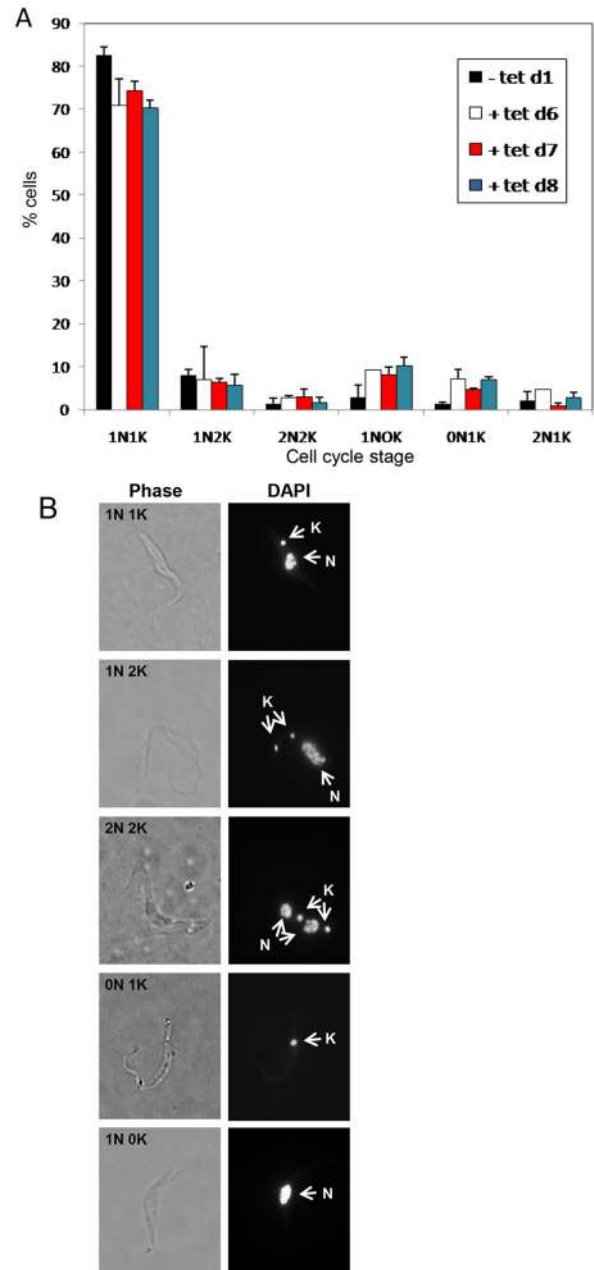 A
% cells
90
80
70
60
50
40
30
20
10
0
- tet d1
+ tet d6
+ tet d7
+ tet d8
1N1K 1N2K 2N2K 1NOK 0N1K 2N1K
Cell cycle stage
B
Phase DAPI
1N 1K
K
N
1N 2K
K
N
2N 2K
K
N
0N 1K
K
1N 0K
N